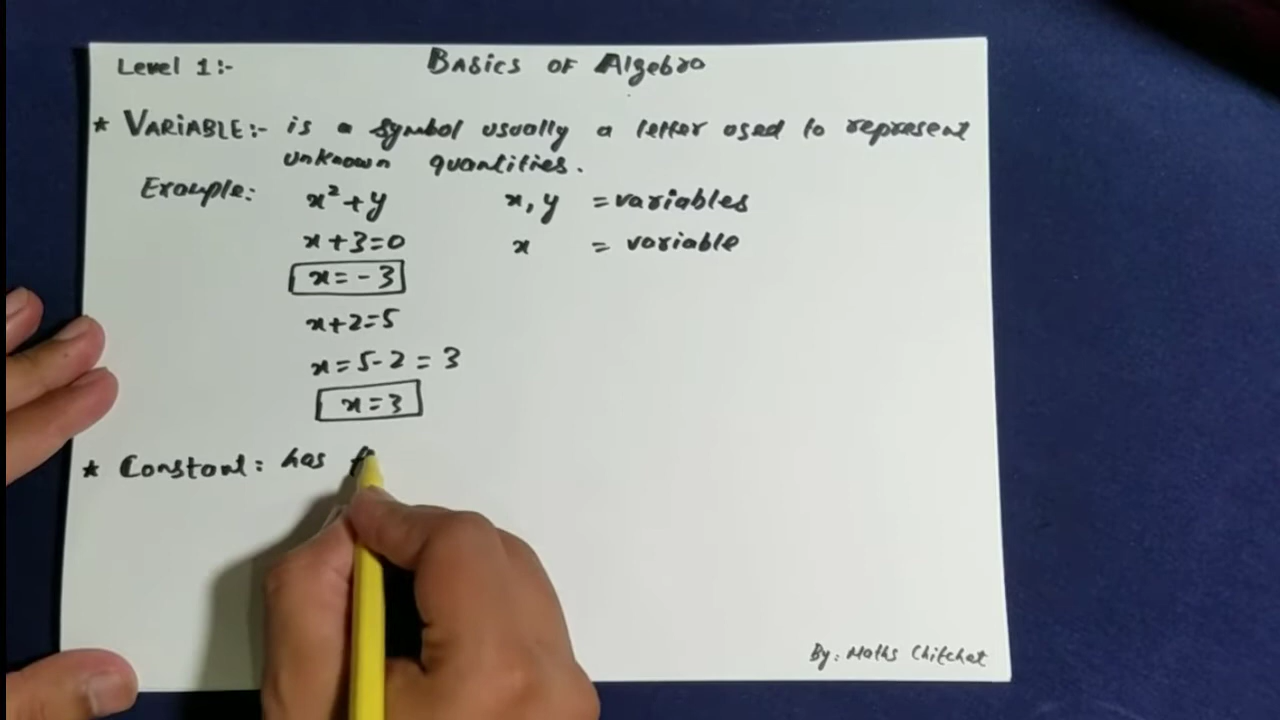 Level 1:- Basics of Algebra
* VARIABLE:- is a symbol usually a letter used to represent
unknown quantities.
Example: x²+y x, y = variables
x+3=0 x = variable
x=-3
x+2=5
x=5-2=3
x=3
* Constant: has
By: Maths Chitchat